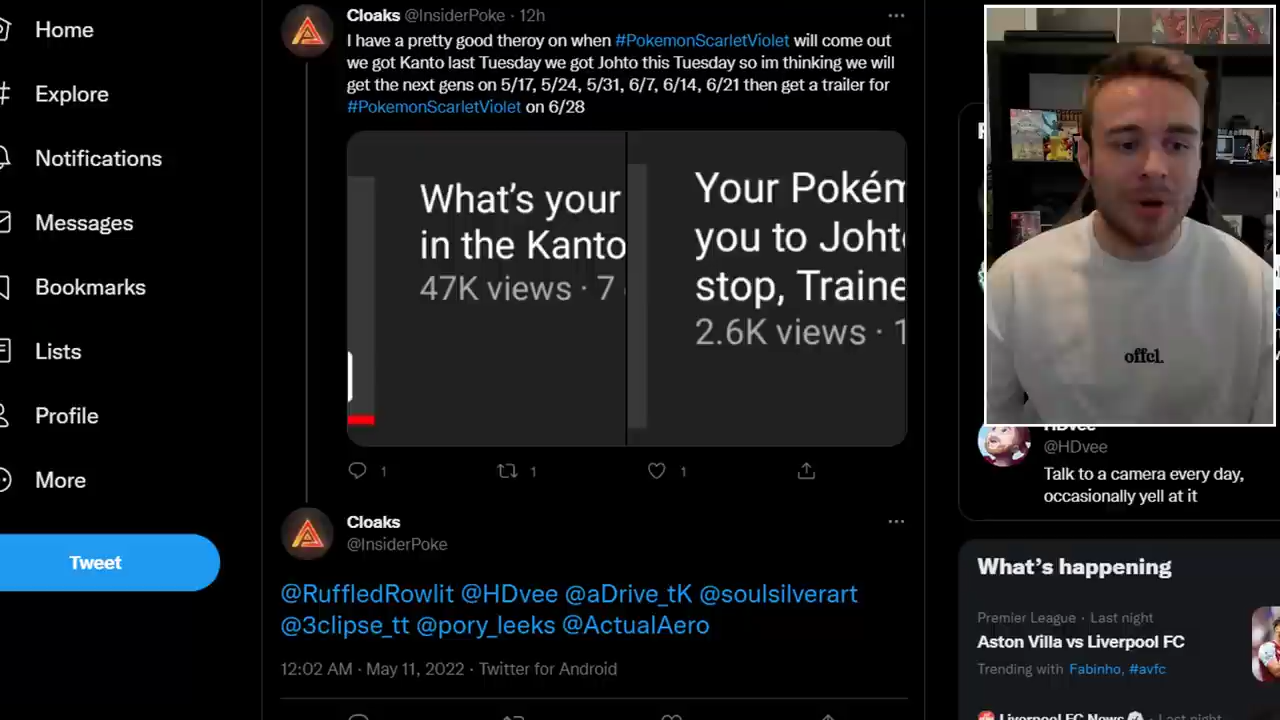 Home
Explore
Notifications
Messages
Bookmarks
Lists
Profile
More
Tweet
Cloaks @InsiderPoke · 12h
I have a pretty good theroy on when #PokemonScarletViolet will come out
we got Kanto last Tuesday we got Johto this Tuesday so im thinking we will
get the next gens on 5/17, 5/24, 5/31, 6/7, 6/14, 6/21 then get a trailer for
#PokemonScarletViolet on 6/28
What's your
in the Kanto
47K views · 7
Your Pokém
you to Joht
stop, Traine
2.6K views · 1
1
1
1
Cloaks
@InsiderPoke
@RuffledRowlit @HDvee @aDrive_tK @soulsilverart
@3clipse_tt @pory_leeks @ActualAero
12:02 AM · May 11, 2022 · Twitter for Android
offcl.
HDvee
@HDvee
Talk to a camera every day,
occasionally yell at it
What's happening
Premier League · Last night
Aston Villa vs Liverpool FC
Trending with Fabinho, #avfc
Liverpool FC News · Last night